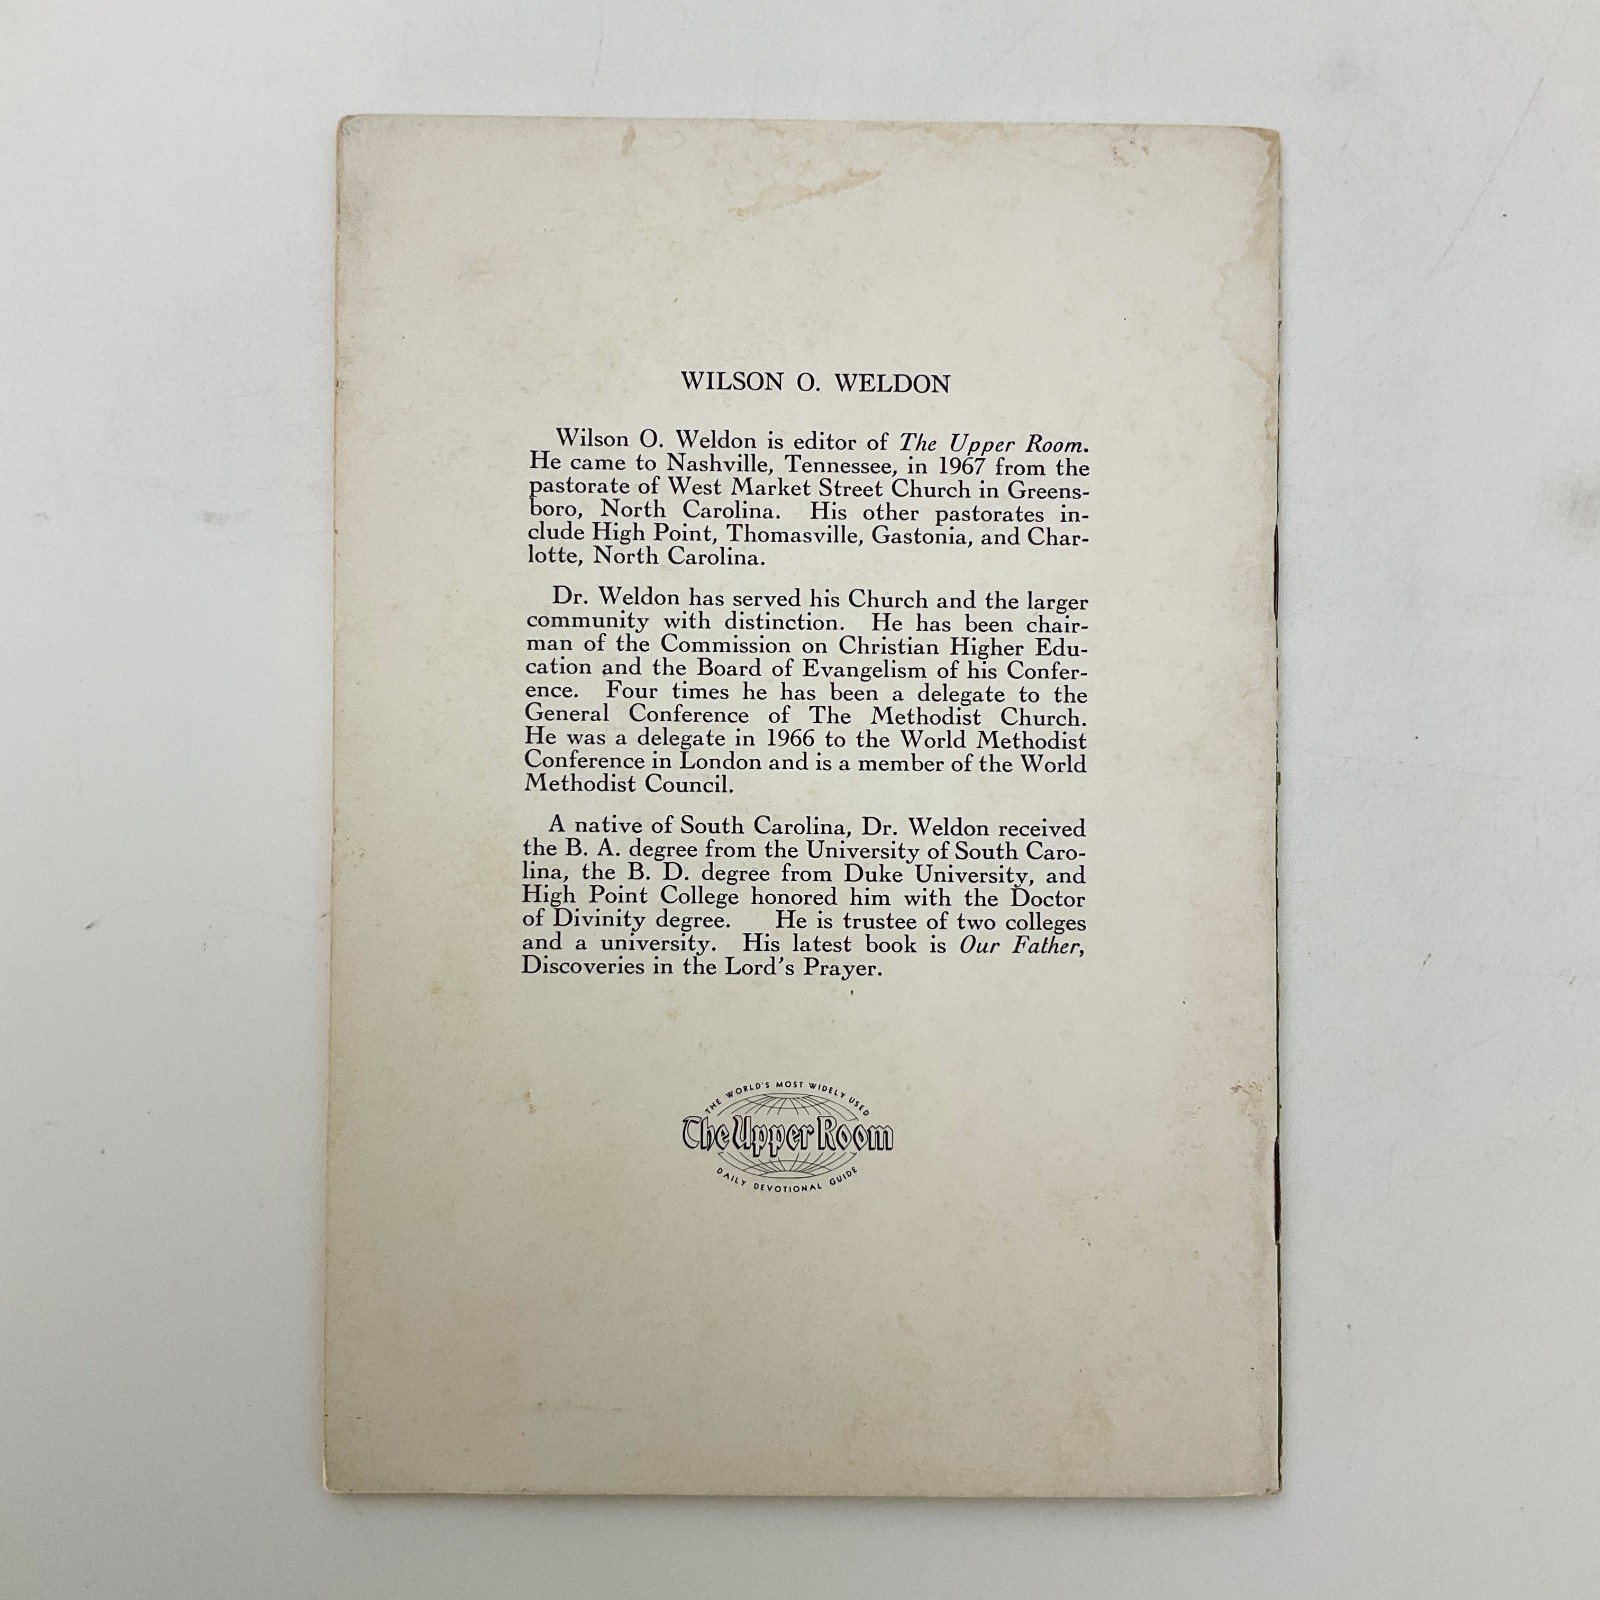 WILSON O. WELDON
Wilson O. Weldon is editor of The Upper Room.
He came to Nashville, Tennessee, in 1967 from the
pastorate of West Market Street Church in Greens-
boro, North Carolina. His other pastorates in-
clude High Point, Thomasville, Gastonia, and Char-
lotte, North Carolina.
Dr. Weldon has served his Church and the larger
community with distinction. He has been chair-
man of the Commission on Christian Higher Edu-
cation and the Board of Evangelism of his Confer-
ence. Four times he has been a delegate to the
General Conference of The Methodist Church.
He was a delegate in 1966 to the World Methodist
Conference in London and is a member of the World
Methodist Council.
A native of South Carolina, Dr. Weldon received
the B. A. degree from the University of South Caro-
lina, the B. D. degree from Duke University, and
High Point College honored him with the Doctor
of Divinity degree. He is trustee of two colleges
and a university. His latest book is Our Father,
Discoveries in the Lord's Prayer.
THE WORLD'S MOST WIDELY USED
The Upper Room
DAILY DEVOTIONAL GUIDE